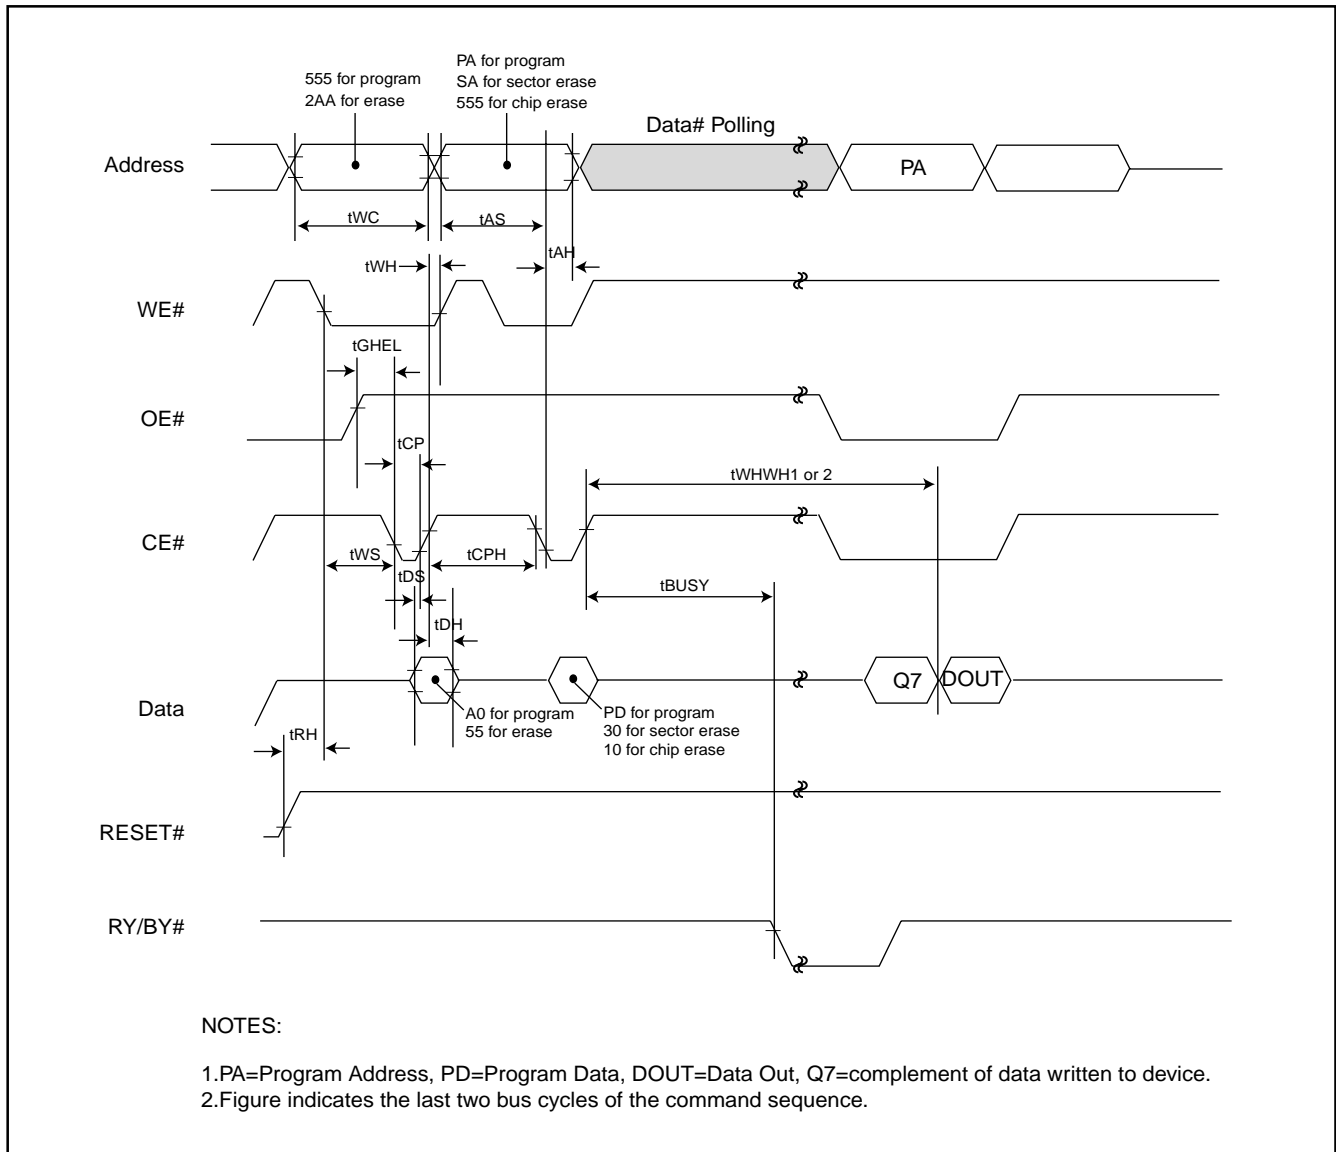 555 for program
2AA for erase
PA for program
SA for sector erase
555 for chip erase
Data# Polling
Address
PA
tWC
tAS
tAH
tWH
WE#
tGHEL
OE#
tCP
tWHWH1 or 2
CE#
tWS
tCPH
tDS
tBUSY
tDH
Q7
DOUT
Data
A0 for program
55 for erase
PD for program
30 for sector erase
10 for chip erase
tRH
RESET#
RY/BY#
NOTES:
1.PA=Program Address, PD=Program Data, DOUT=Data Out, Q7=complement of data written to device.
2.Figure indicates the last two bus cycles of the command sequence.